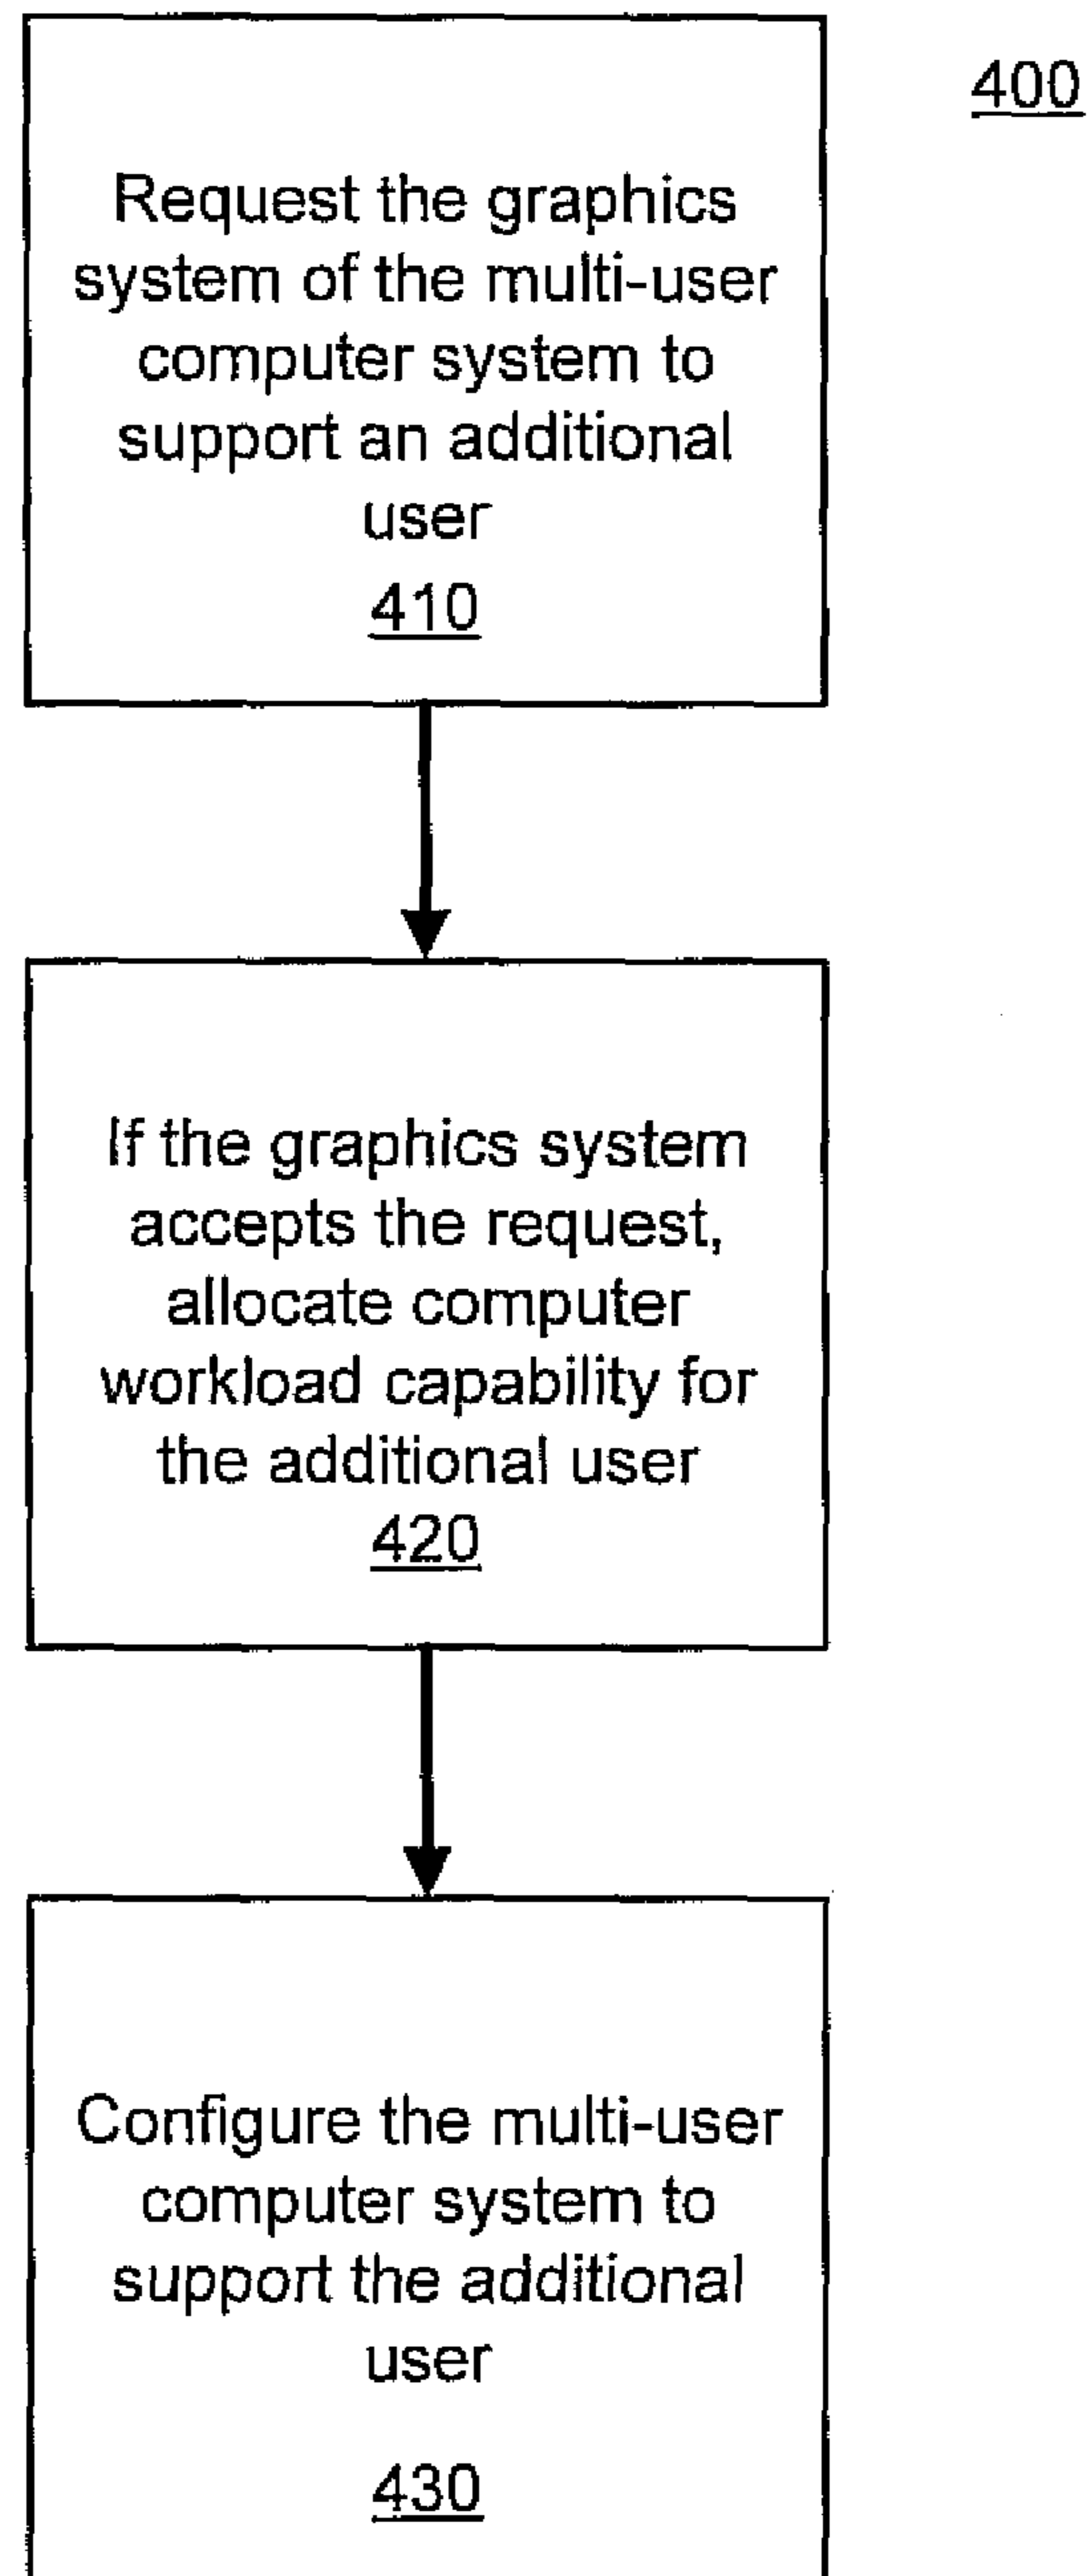 400
Request the graphics
system of the multi-user
computer system to
support an additional
user
410
If the graphics system
accepts the request,
allocate computer
workload capability for
the additional user
420
Configure the multi-user
computer system to
support the additional
user
430